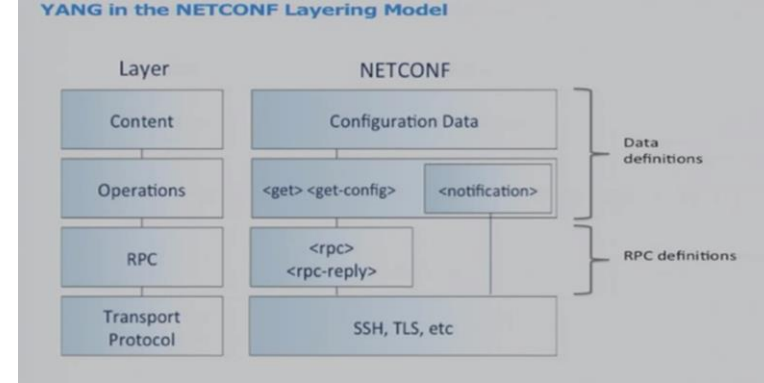 YANG in the NETCONF Layering Model
Layer
NETCONF
Content
Configuration Data
Data
definitions
Operations
<get> <get-config>
<notification>
RPC
<rpc>
<rpc-reply>
RPC definitions
Transport
Protocol
SSH, TLS, etc